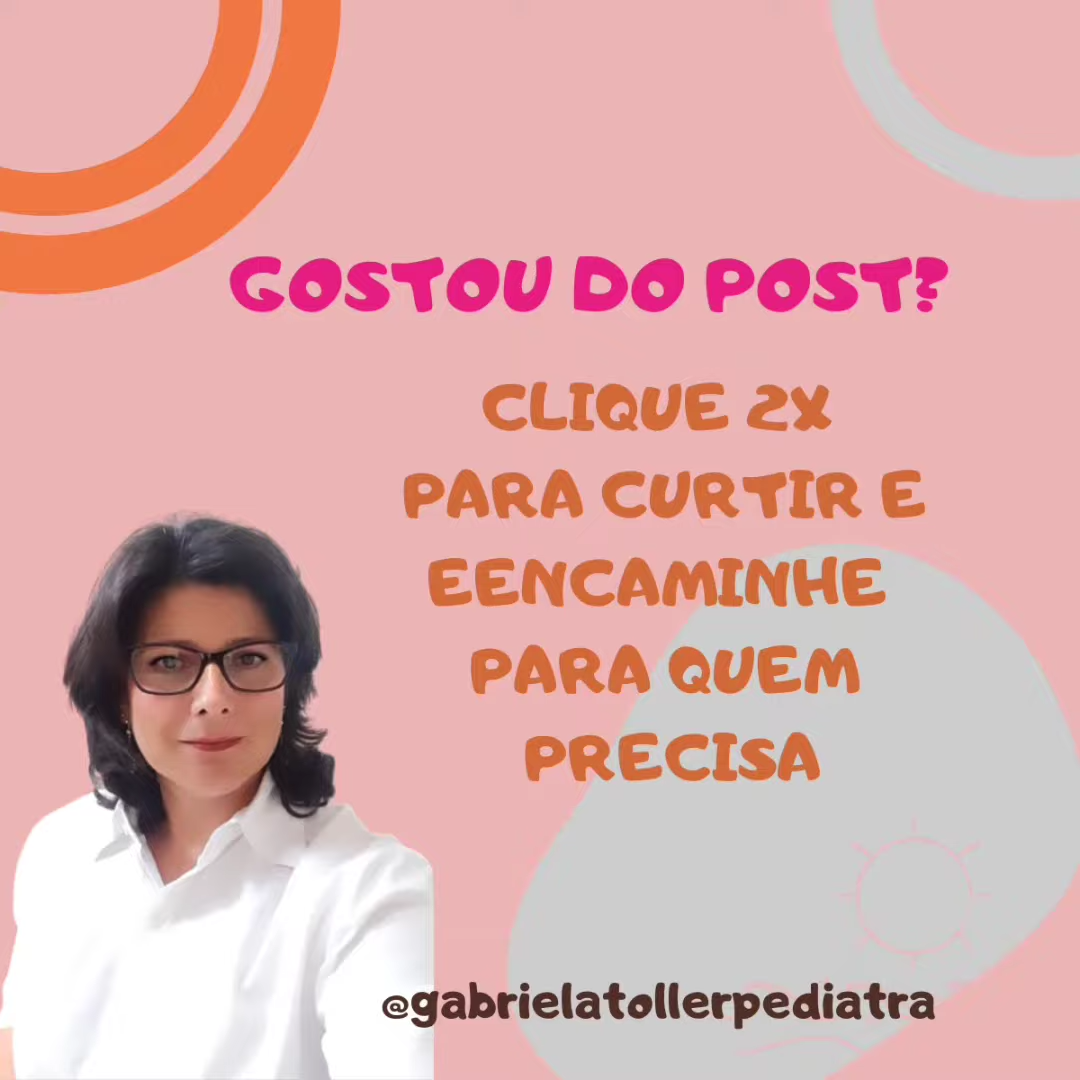 GOSTOU DO POST?
CLIQUE 2X
PARA CURTIR E
EENCAMINHE
PARA QUEM
PRECISA
@gabrielatollerpediatra